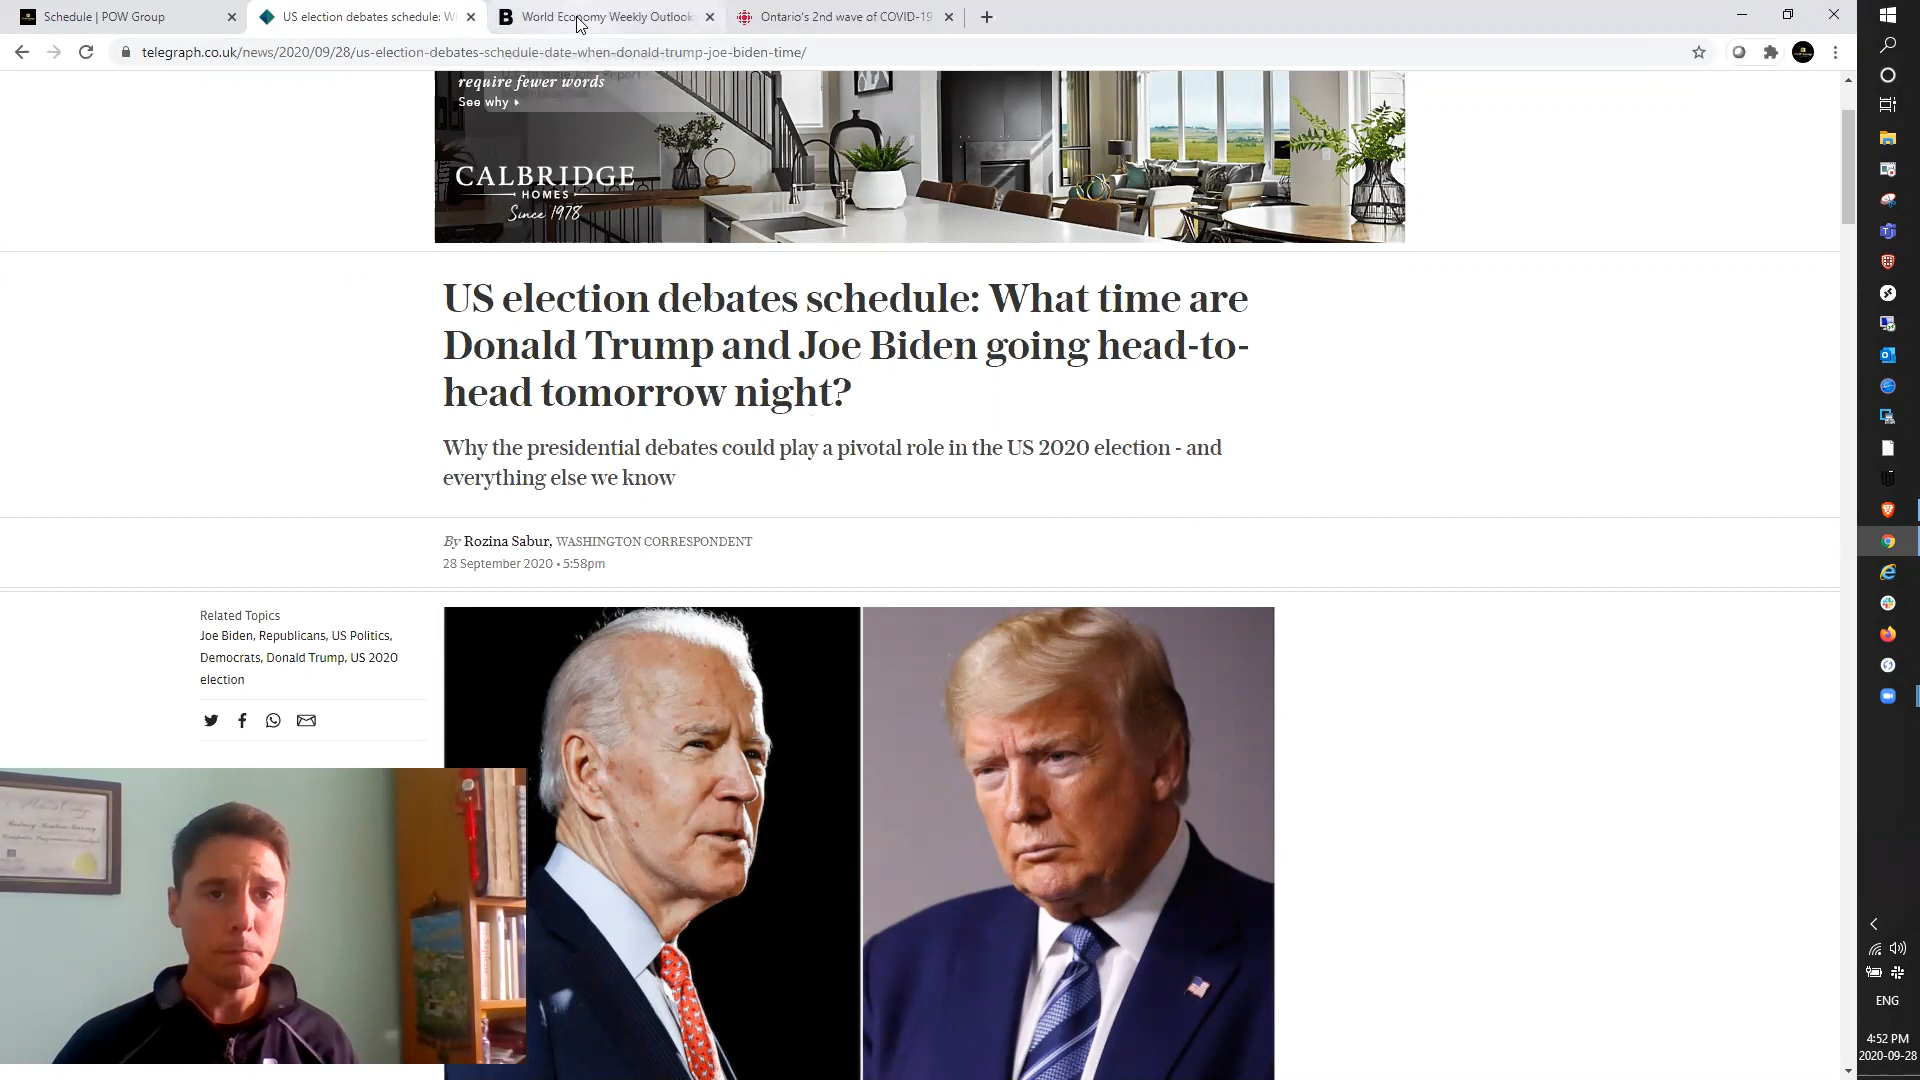 Schedule | POW Group
US election debates schedule: W
World Economy Weekly Outlook
Ontario's 2nd wave of COVID-19
telegraph.co.uk/news/2020/09/28/us-election-debates-schedule-date-when-donald-trump-joe-biden-time/
require fewer words
See why
CALBRIDGE
HOMES
Since 1978
US election debates schedule: What time are
Donald Trump and Joe Biden going head-to-
head tomorrow night?
Why the presidential debates could play a pivotal role in the US 2020 election - and
everything else we know
By Rozina Sabur, WASHINGTON CORRESPONDENT
28 September 2020 • 5:58pm
Related Topics
Joe Biden, Republicans, US Politics,
Democrats, Donald Trump, US 2020
election
ENG
4:52 PM
2020-09-28